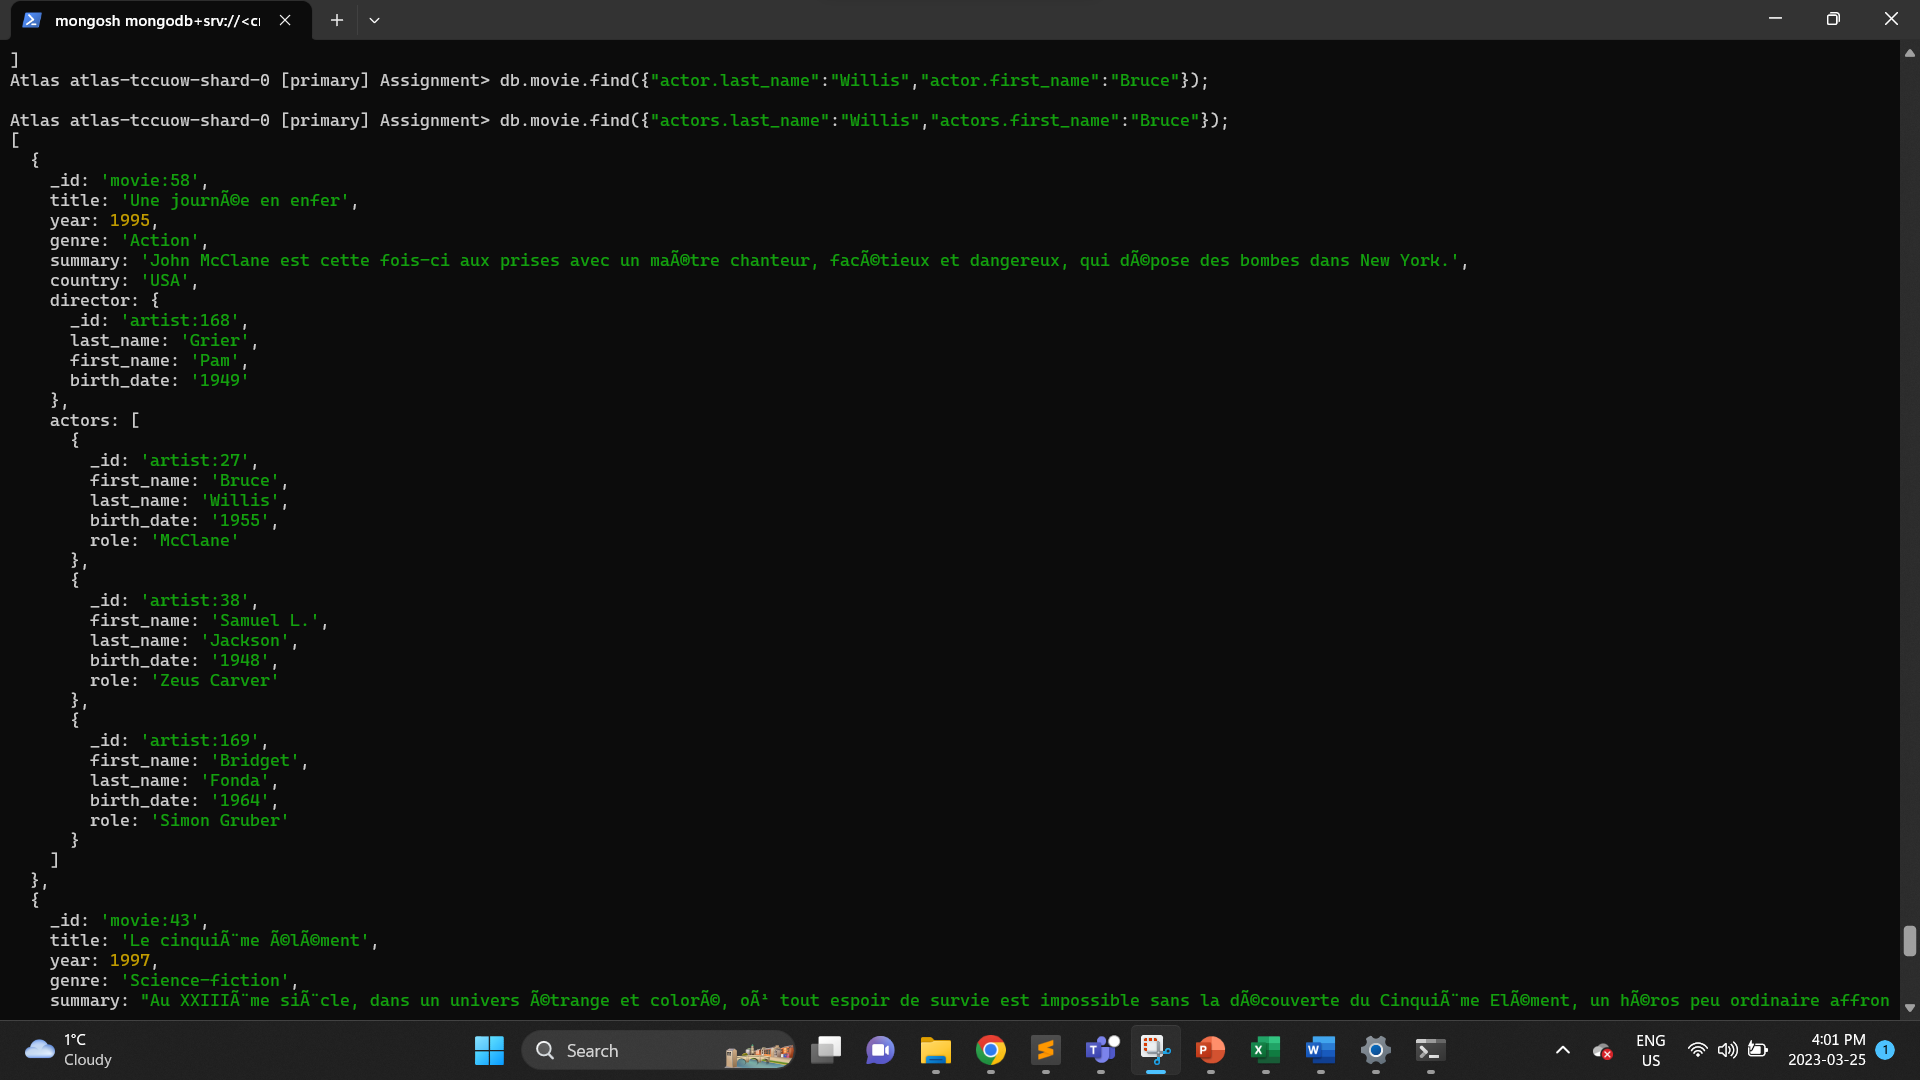 mongosh mongodb+srv://<cr
]
Atlas atlas-tccuow-shard-0 [primary] Assignment> db.movie.find({"actor.last_name":"Willis","actor.first_name":"Bruce"});
Atlas atlas-tccuow-shard-0 [primary] Assignment> db.movie.find({"actors.last_name":"Willis","actors.first_name":"Bruce"});
[
{
_id: 'movie:58',
title: 'Une journÃ©e en enfer',
year: 1995,
genre: 'Action',
summary: 'John McClane est cette fois-ci aux prises avec un maÃ®tre chanteur, facÃ©tieux et dangereux, qui dÃ©pose des bombes dans New York.',
country: 'USA',
director: {
_id: 'artist:168',
last_name: 'Grier',
first_name: 'Pam',
birth_date: '1949'
},
actors: [
{
_id: 'artist:27',
first_name: 'Bruce',
last_name: 'Willis',
birth_date: '1955',
role: 'McClane'
},
{
_id: 'artist:38',
first_name: 'Samuel L.',
last_name: 'Jackson',
birth_date: '1948',
role: 'Zeus Carver'
},
{
_id: 'artist:169',
first_name: 'Bridget',
last_name: 'Fonda',
birth_date: '1964',
role: 'Simon Gruber'
}
]
},
{
_id: 'movie:43',
title: 'Le cinquiÃ¨me Ã©lÃ©ment',
year: 1997,
genre: 'Science-fiction',
summary: "Au XXIIIÃ¨me siÃ¨cle, dans un univers Ã©trange et colorÃ©, oÃ¹ tout espoir de survie est impossible sans la dÃ©couverte du CinquiÃ¨me ElÃ©ment, un hÃ©ros peu ordinaire affron
1°C
Cloudy
Search
ENG
US
4:01 PM
2023-03-25
1